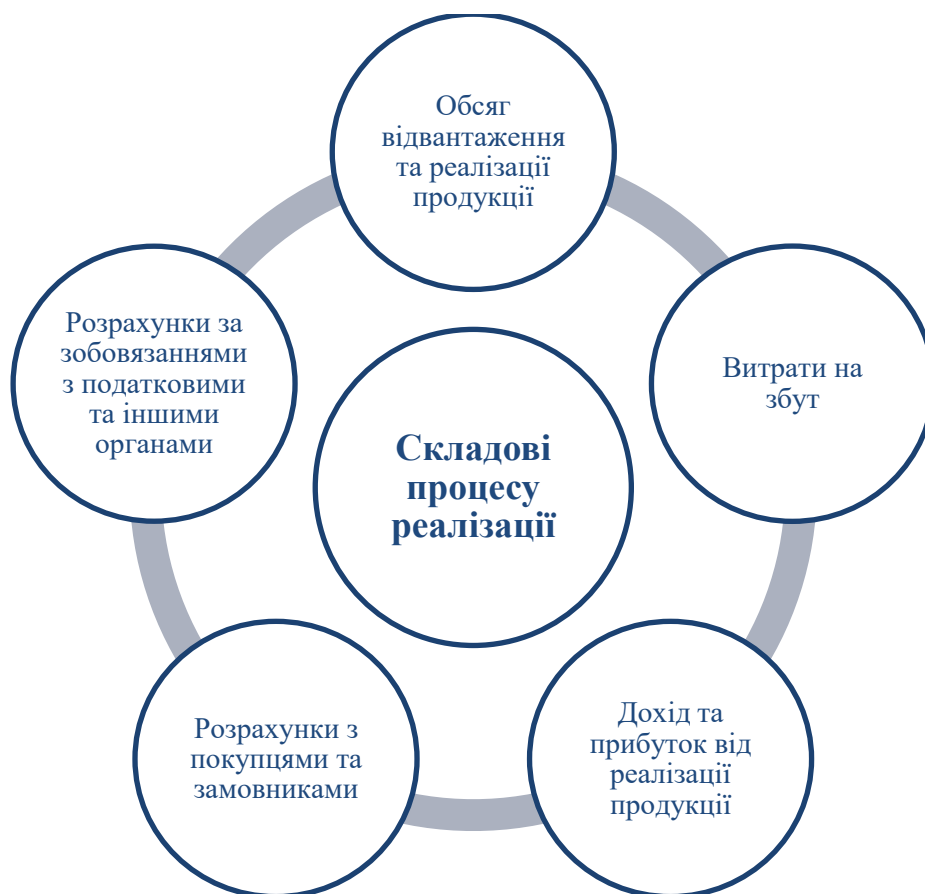 Обсяг
відвантаження
та реалізації
продукції
Витрати на
збут
Дохід та
прибуток від
реалізації
продукції
Розрахунки з
покупцями та
замовниками
Розрахунки за
зобовязаннями
з податковими
та іншими
органами
Складові
процесу
реалізації